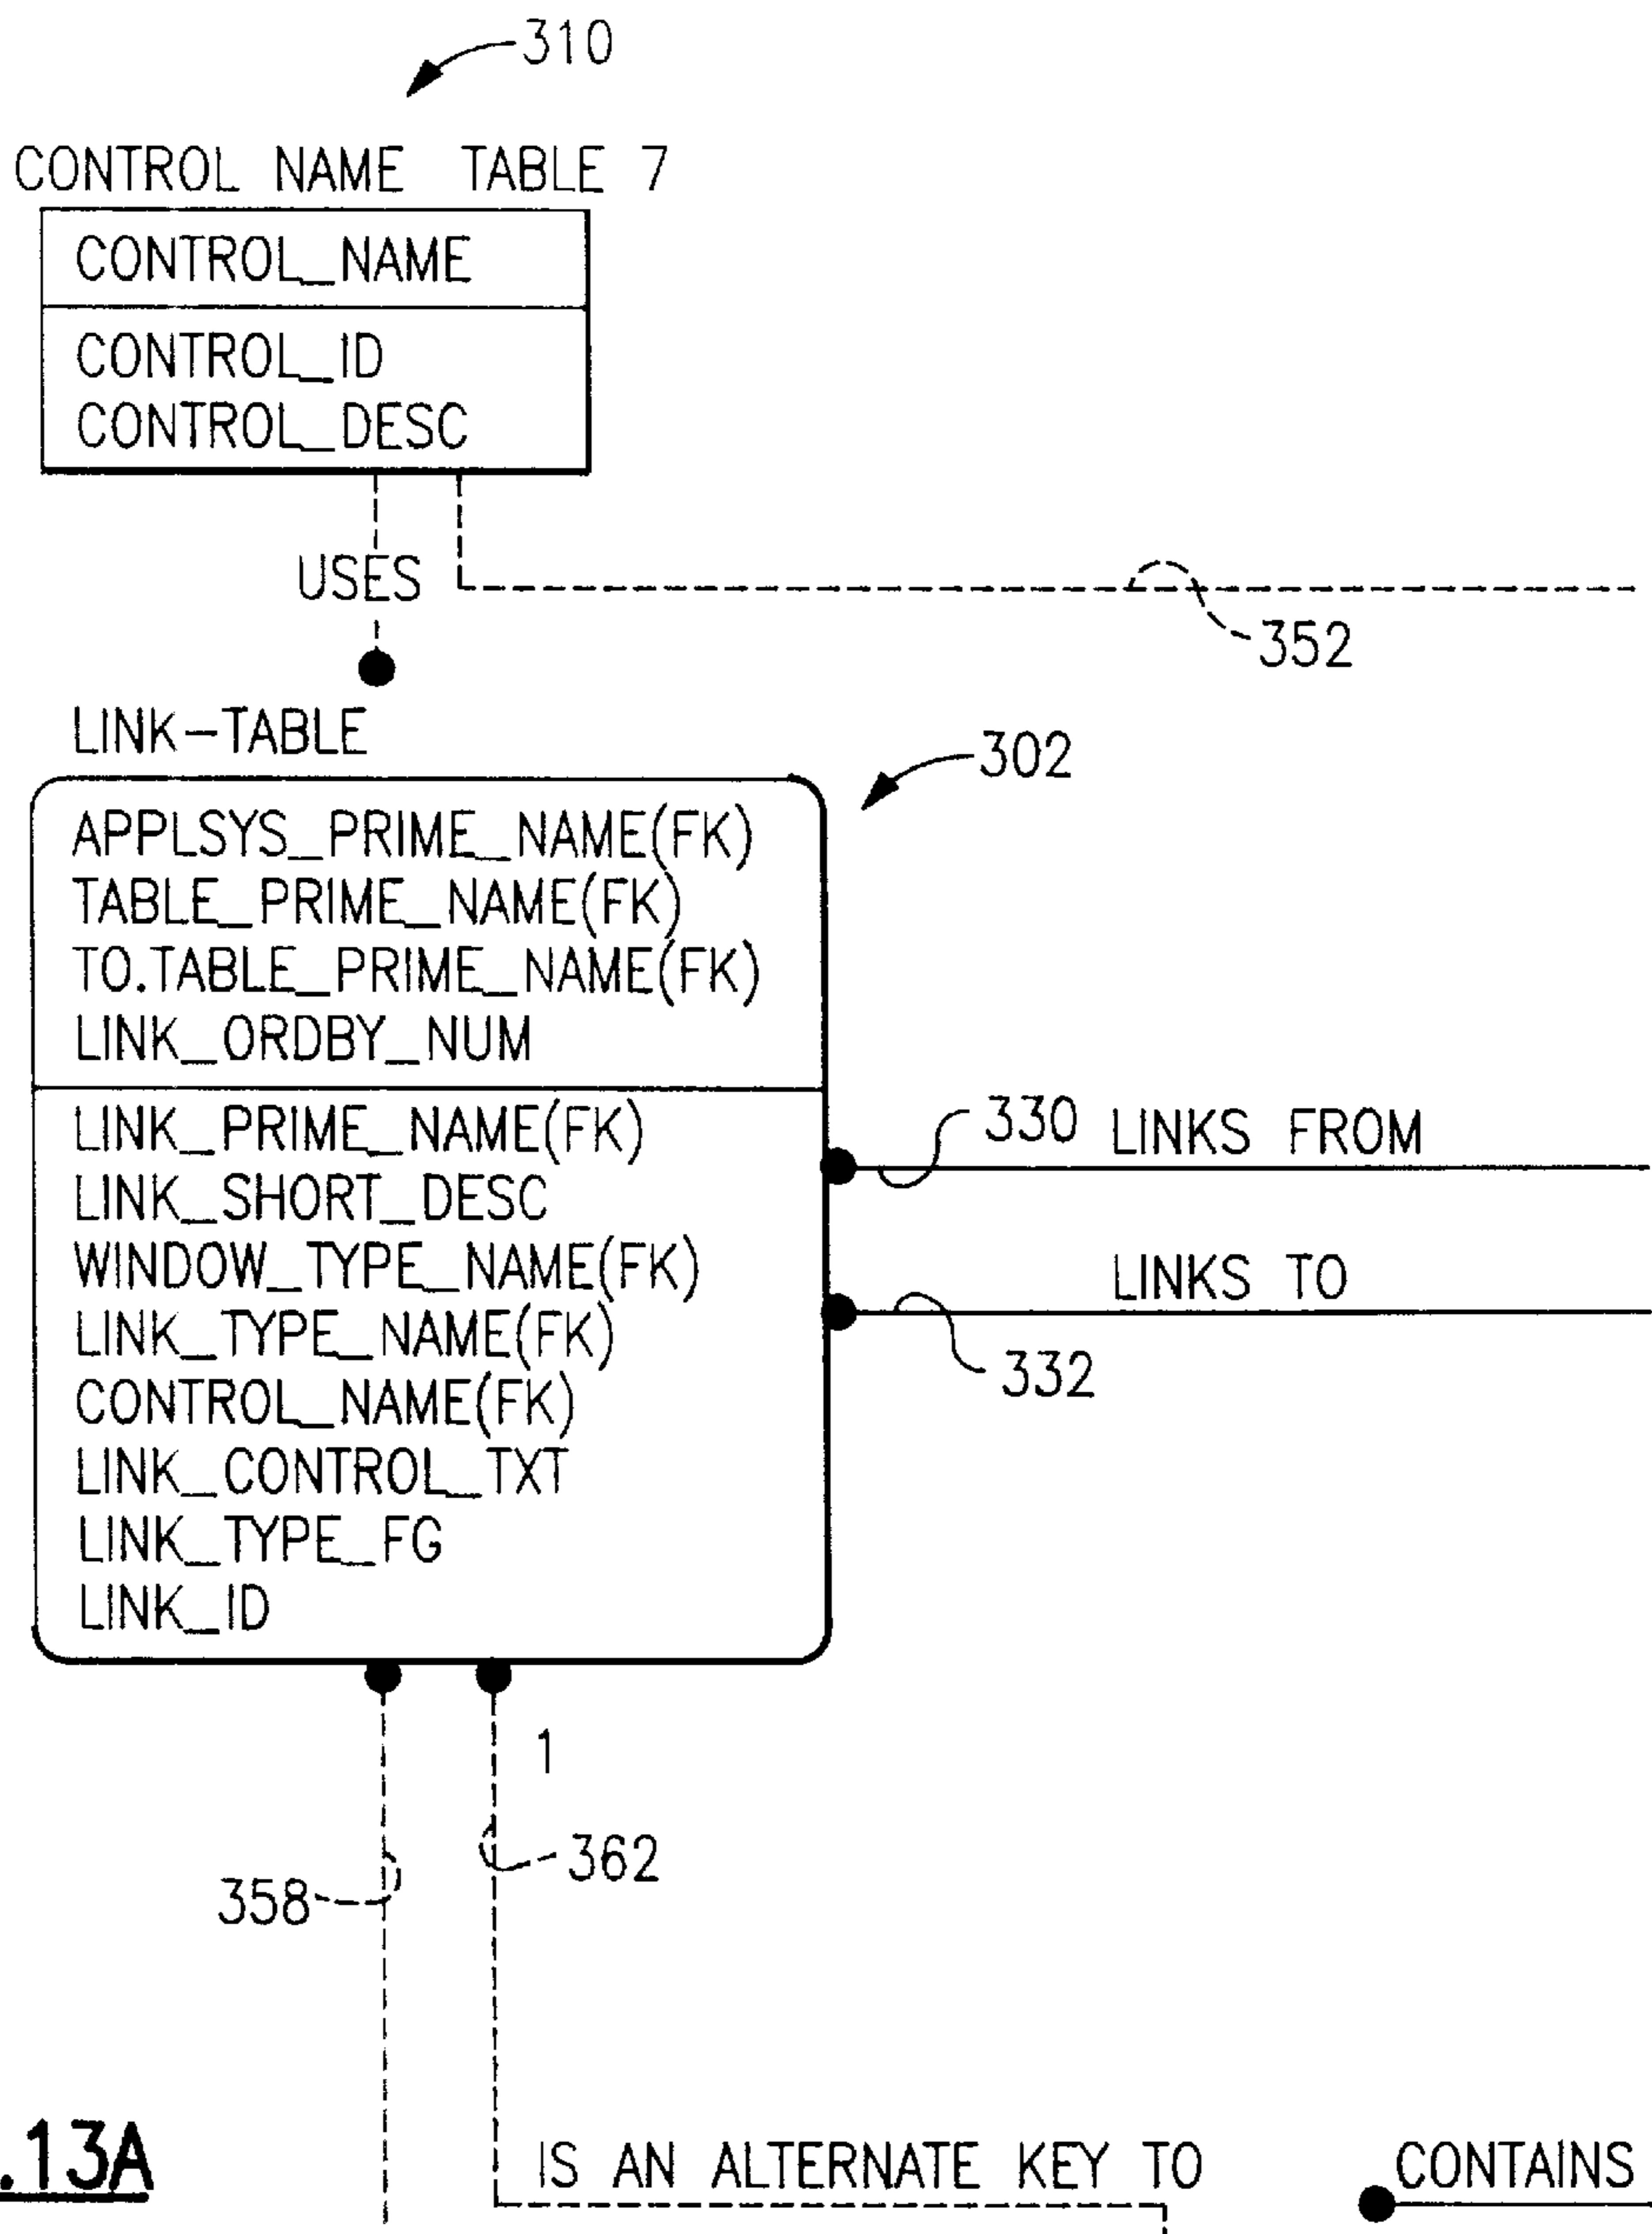 310
CONTROL NAME TABLE 7
CONTROL_NAME
CONTROL_ID
CONTROL_DESC
USES
352
LINK-TABLE
302
APPLSYS_PRIME_NAME(FK)
TABLE_PRIME_NAME(FK)
TO.TABLE_PRIME_NAME(FK)
LINK_ORDBY_NUM
LINK_PRIME_NAME(FK)
LINK_SHORT_DESC
WINDOW_TYPE_NAME(FK)
LINK_TYPE_NAME(FK)
CONTROL_NAME(FK)
LINK_CONTROL_TXT
LINK_TYPE_FG
LINK_ID
330 LINKS FROM
LINKS TO
332
1
362
358
.13A
IS AN ALTERNATE KEY TO
CONTAINS